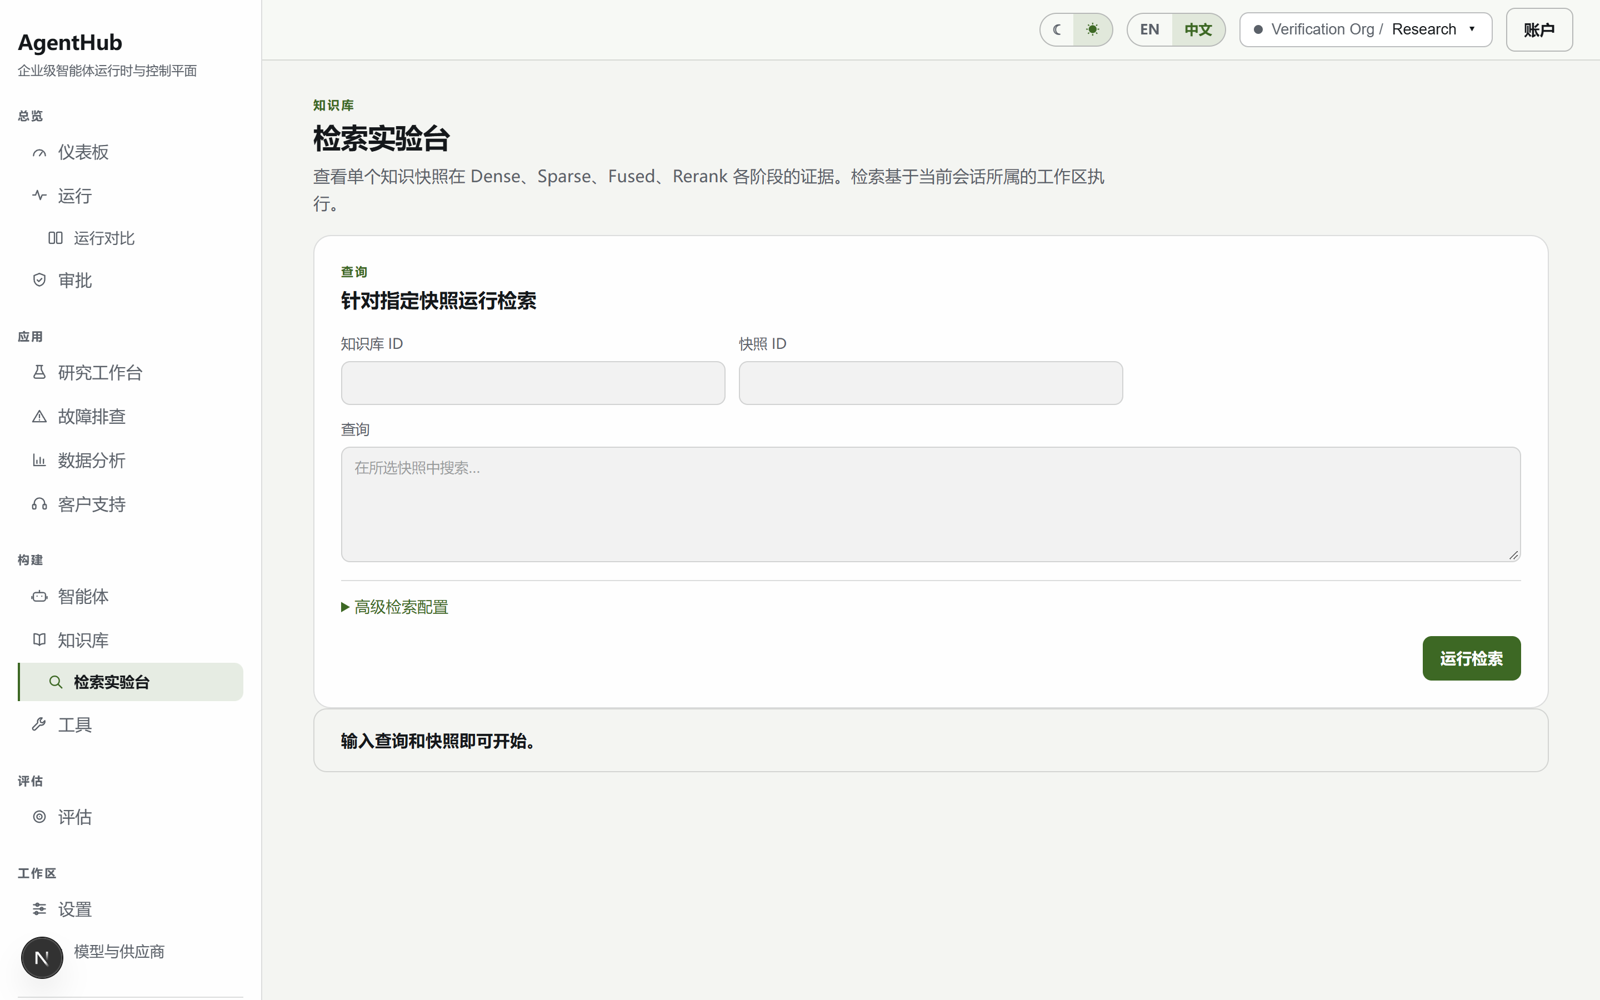 AgentHub
企业级智能体运行时与控制平面
总览
仪表板
运行
运行对比
审批
应用
研究工作台
故障排查
数据分析
客户支持
构建
智能体
知识库
检索实验台
工具
评估
评估
工作区
设置
N
模型与供应商
EN
中文
Verification Org / Research
账户
知识库
检索实验台
查看单个知识快照在 Dense、Sparse、Fused、Rerank 各阶段的证据。检索基于当前会话所属的工作区执
行。
查询
针对指定快照运行检索
知识库 ID
快照 ID
查询
在所选快照中搜索...
高级检索配置
运行检索
输入查询和快照即可开始。